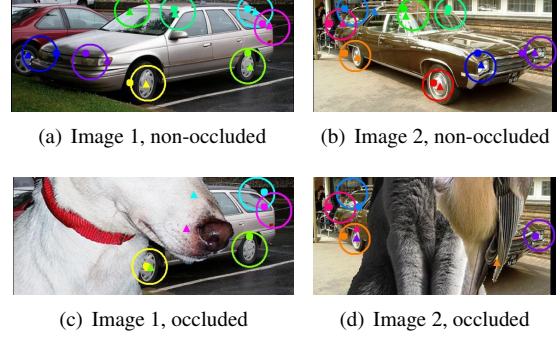 (a) Image 1, non-occluded
(b) Image 2, non-occluded
(c) Image 1, occluded
(d) Image 2, occluded